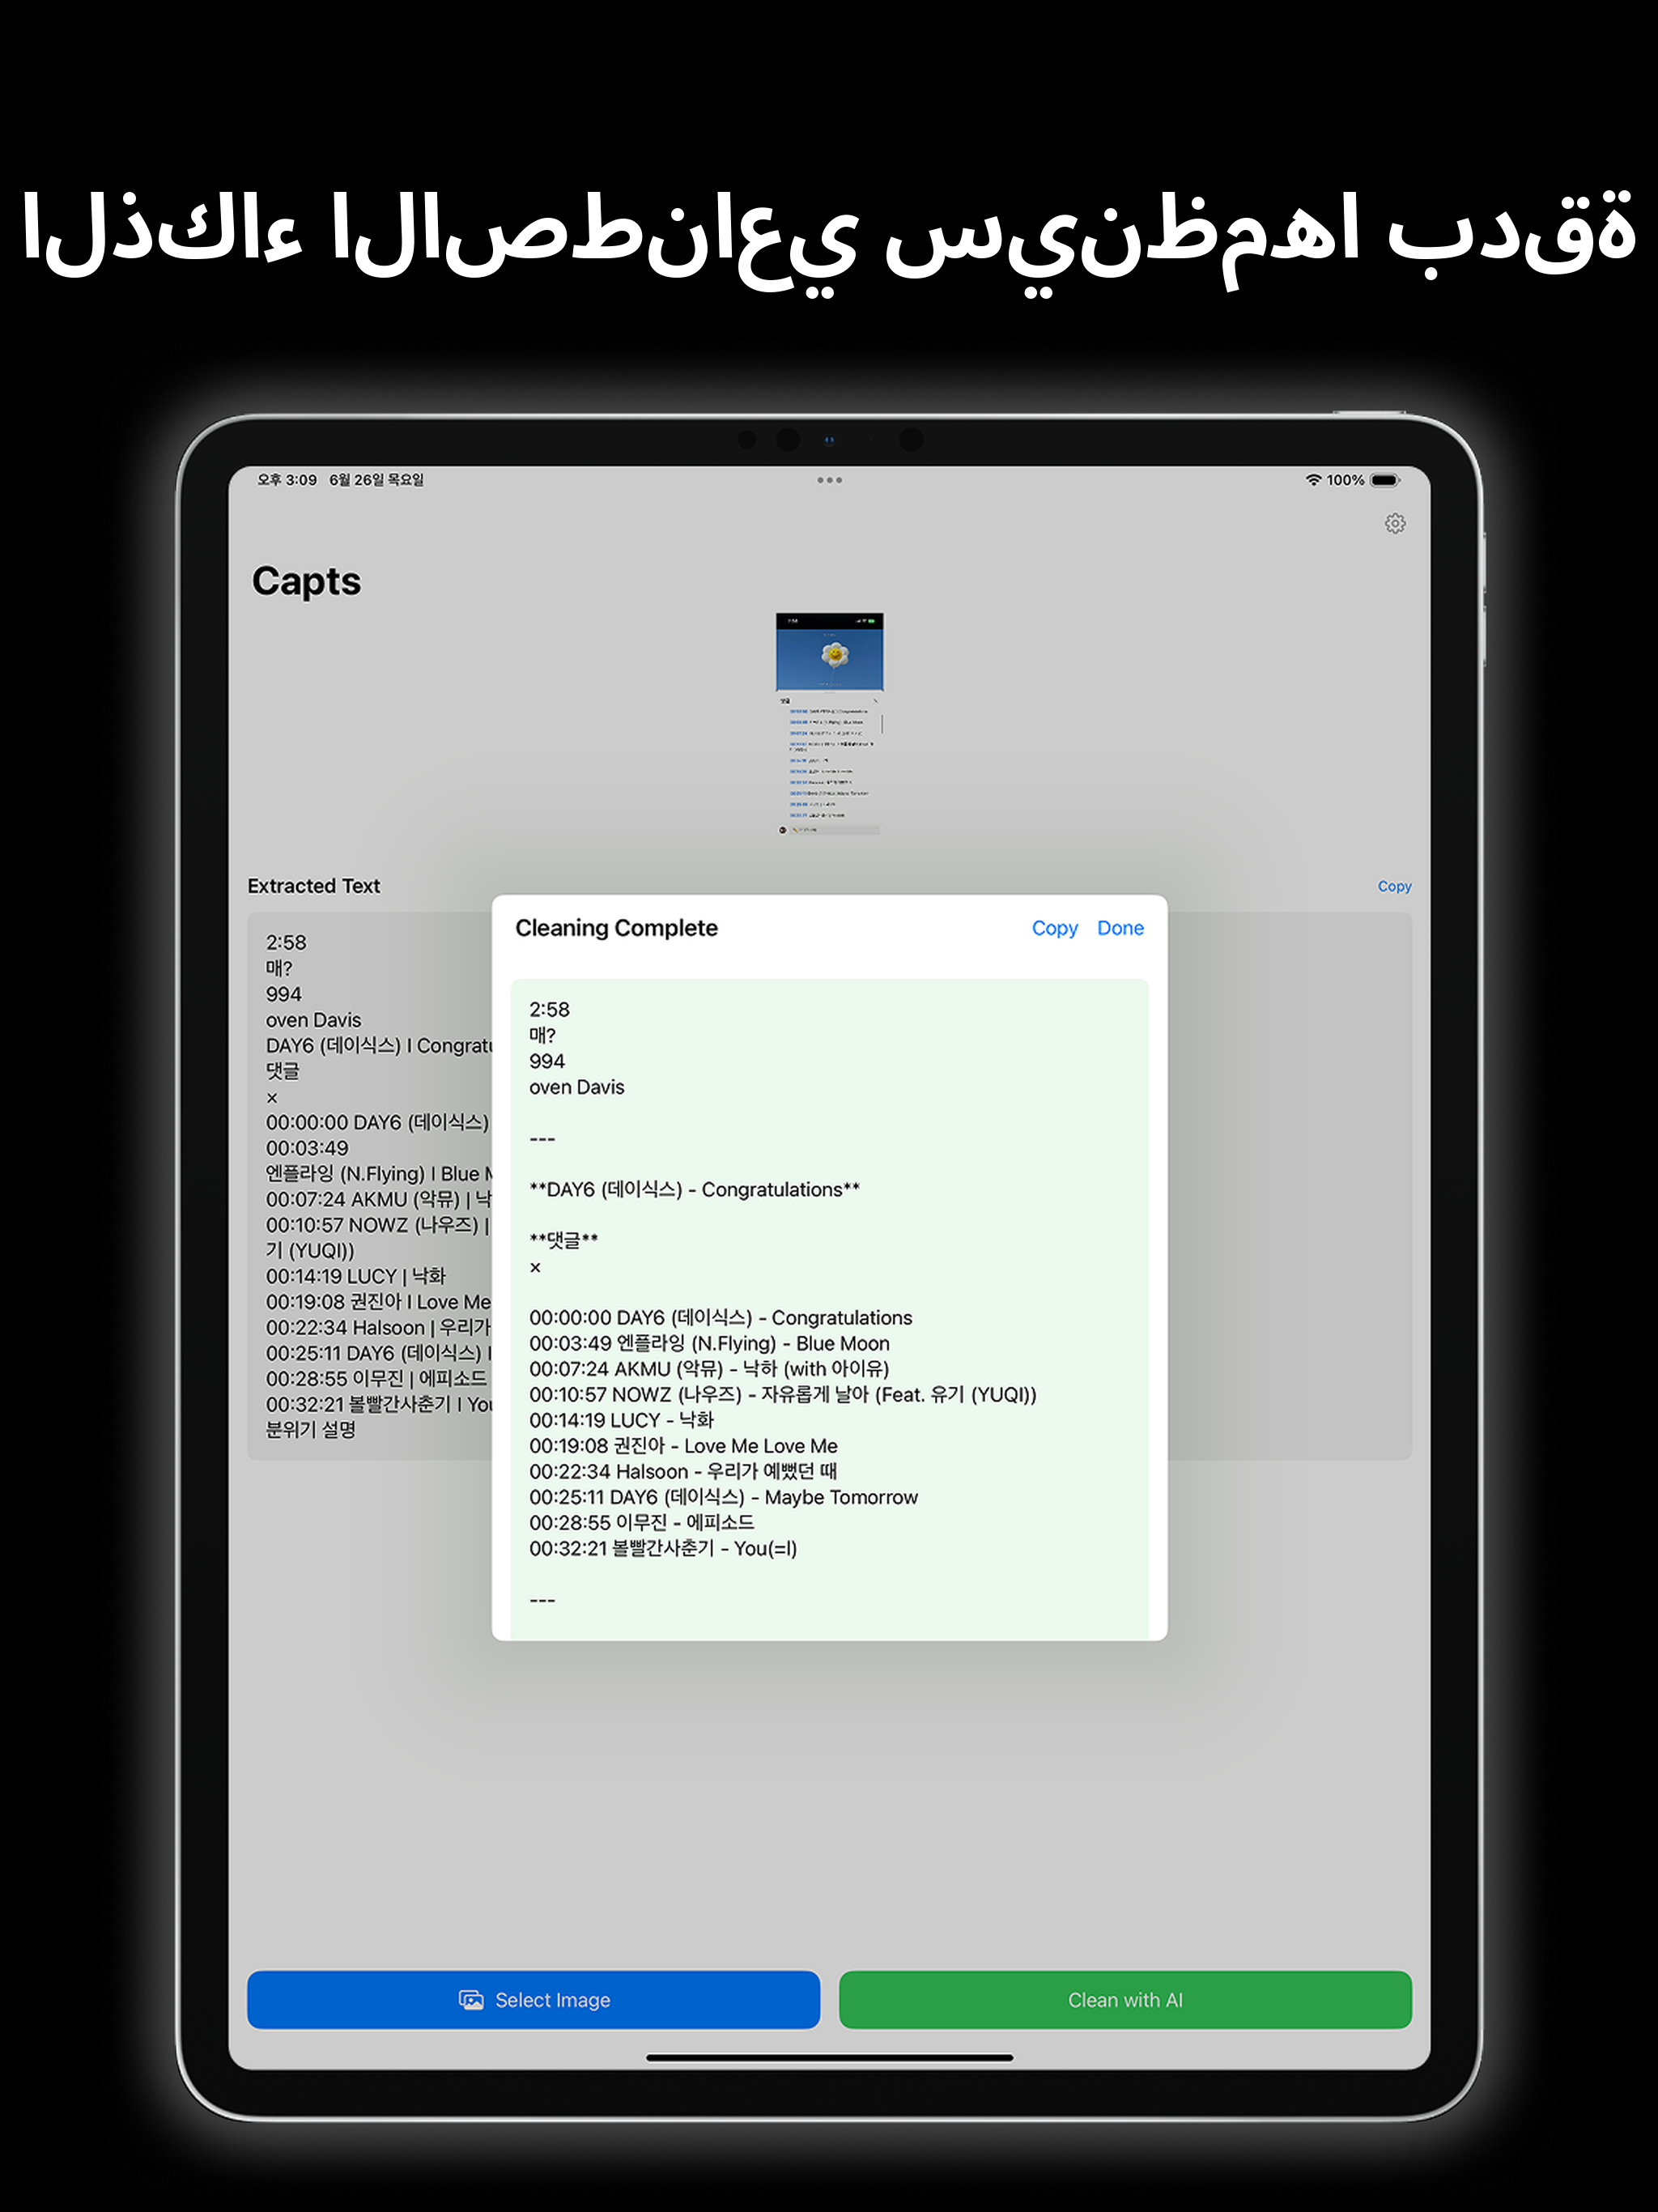 الذكاء الاصطناعي سينظمها بدقة
오후 3:09 6월 26일 목요일
100%
Capts
Extracted Text
Copy
2:58
매?
994
oven Davis
DAY6 (데이식스) I Congratu
댓글
×
00:00:00 DAY6 (데이식스)
00:03:49
엔플라잉 (N.Flying) I Blue M
00:07:24 AKMU (악뮤) | 낙
00:10:57 NOWZ (나우즈) |
기 (YUQI))
00:14:19 LUCY | 낙화
00:19:08 권진아 I Love Me
00:22:34 Halsoon | 우리가
00:25:11 DAY6 (데이식스) I
00:28:55 이무진 | 에피소드
00:32:21 볼빨간사춘기 I You
분위기 설명
Cleaning Complete
Copy Done
2:58
매?
994
oven Davis
---
**DAY6 (데이식스) - Congratulations**
**댓글**
×
00:00:00 DAY6 (데이식스) - Congratulations
00:03:49 엔플라잉 (N.Flying) - Blue Moon
00:07:24 AKMU (악뮤) - 낙하 (with 아이유)
00:10:57 NOWZ (나우즈) - 자유롭게 날아 (Feat. 유기 (YUQI))
00:14:19 LUCY - 낙화
00:19:08 권진아 - Love Me Love Me
00:22:34 Halsoon - 우리가 예뻤던 때
00:25:11 DAY6 (데이식스) - Maybe Tomorrow
00:28:55 이무진 - 에피소드
00:32:21 볼빨간사춘기 - You(=I)
---
Select Image
Clean with AI